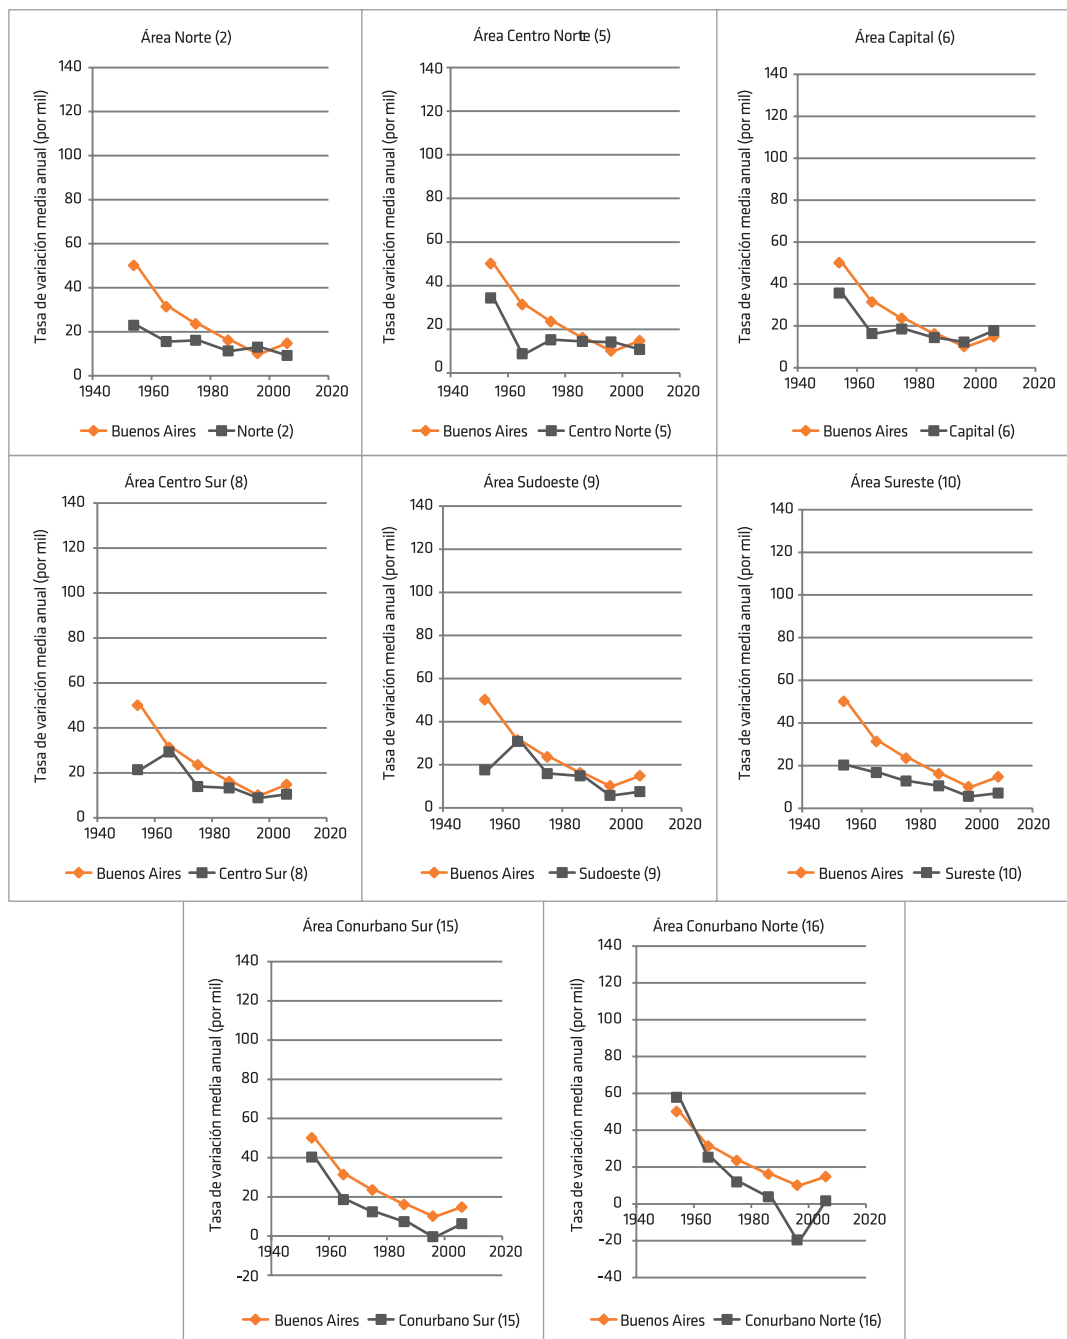 Área Norte (2)
Tasa de variación media anual (por mil)
140
120
100
80
60
40
20
0
1940 1960 1980 2000 2020
Buenos Aires Norte (2)
Área Centro Norte (5)
Tasa de variación media anual (por mil)
140
120
100
80
60
40
20
0
1940 1960 1980 2000 2020
Buenos Aires Centro Norte (5)
Área Capital (6)
Tasa de variación media anual (por mil)
140
120
100
80
60
40
20
0
1940 1960 1980 2000 2020
Buenos Aires Capital (6)
Área Centro Sur (8)
Tasa de variación media anual (por mil)
140
120
100
80
60
40
20
0
1940 1960 1980 2000 2020
Buenos Aires Centro Sur (8)
Área Sudoeste (9)
Tasa de variación media anual (por mil)
140
120
100
80
60
40
20
0
1940 1960 1980 2000 2020
Buenos Aires Sudoeste (9)
Área Sureste (10)
Tasa de variación media anual (por mil)
140
120
100
80
60
40
20
0
1940 1960 1980 2000 2020
Buenos Aires Sureste (10)
Área Conurbano Sur (15)
Tasa de variación media anual (por mil)
140
120
100
80
60
40
20
0
1940 1960 1980 2000 2020
-20
Buenos Aires Conurbano Sur (15)
Área Conurbano Norte (16)
Tasa de variación media anual (por mil)
140
120
100
80
60
40
20
0
1940 1960 1980 2000 2020
-20
-40
Buenos Aires Conurbano Norte (16)